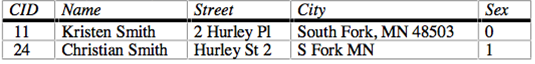 CID Name Street City Sex
11 Kristen Smith 2 Hurley Pl South Fork, MN 48503 0
24 Christian Smith Hurley St 2 S Fork MN 1